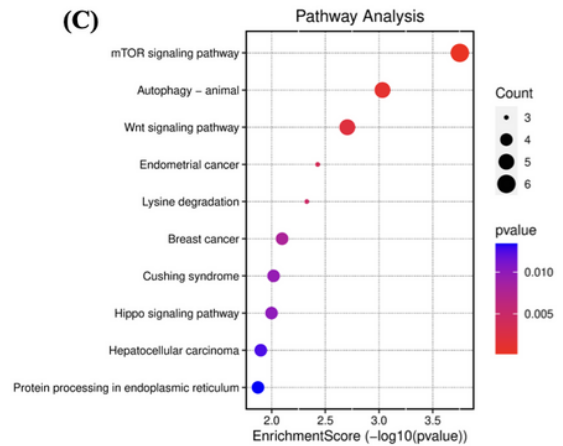 (C)
Pathway Analysis
mTOR signaling pathway
Autophagy − animal
Wnt signaling pathway
Endometrial cancer
Lysine degradation
Breast cancer
Cushing syndrome
Hippo signaling pathway
Hepatocellular carcinoma
Protein processing in endoplasmic reticulum
2.0 2.5 3.0 3.5
EnrichmentScore (−log10(pvalue))
Count
3
4
5
6
pvalue
0.010
0.005